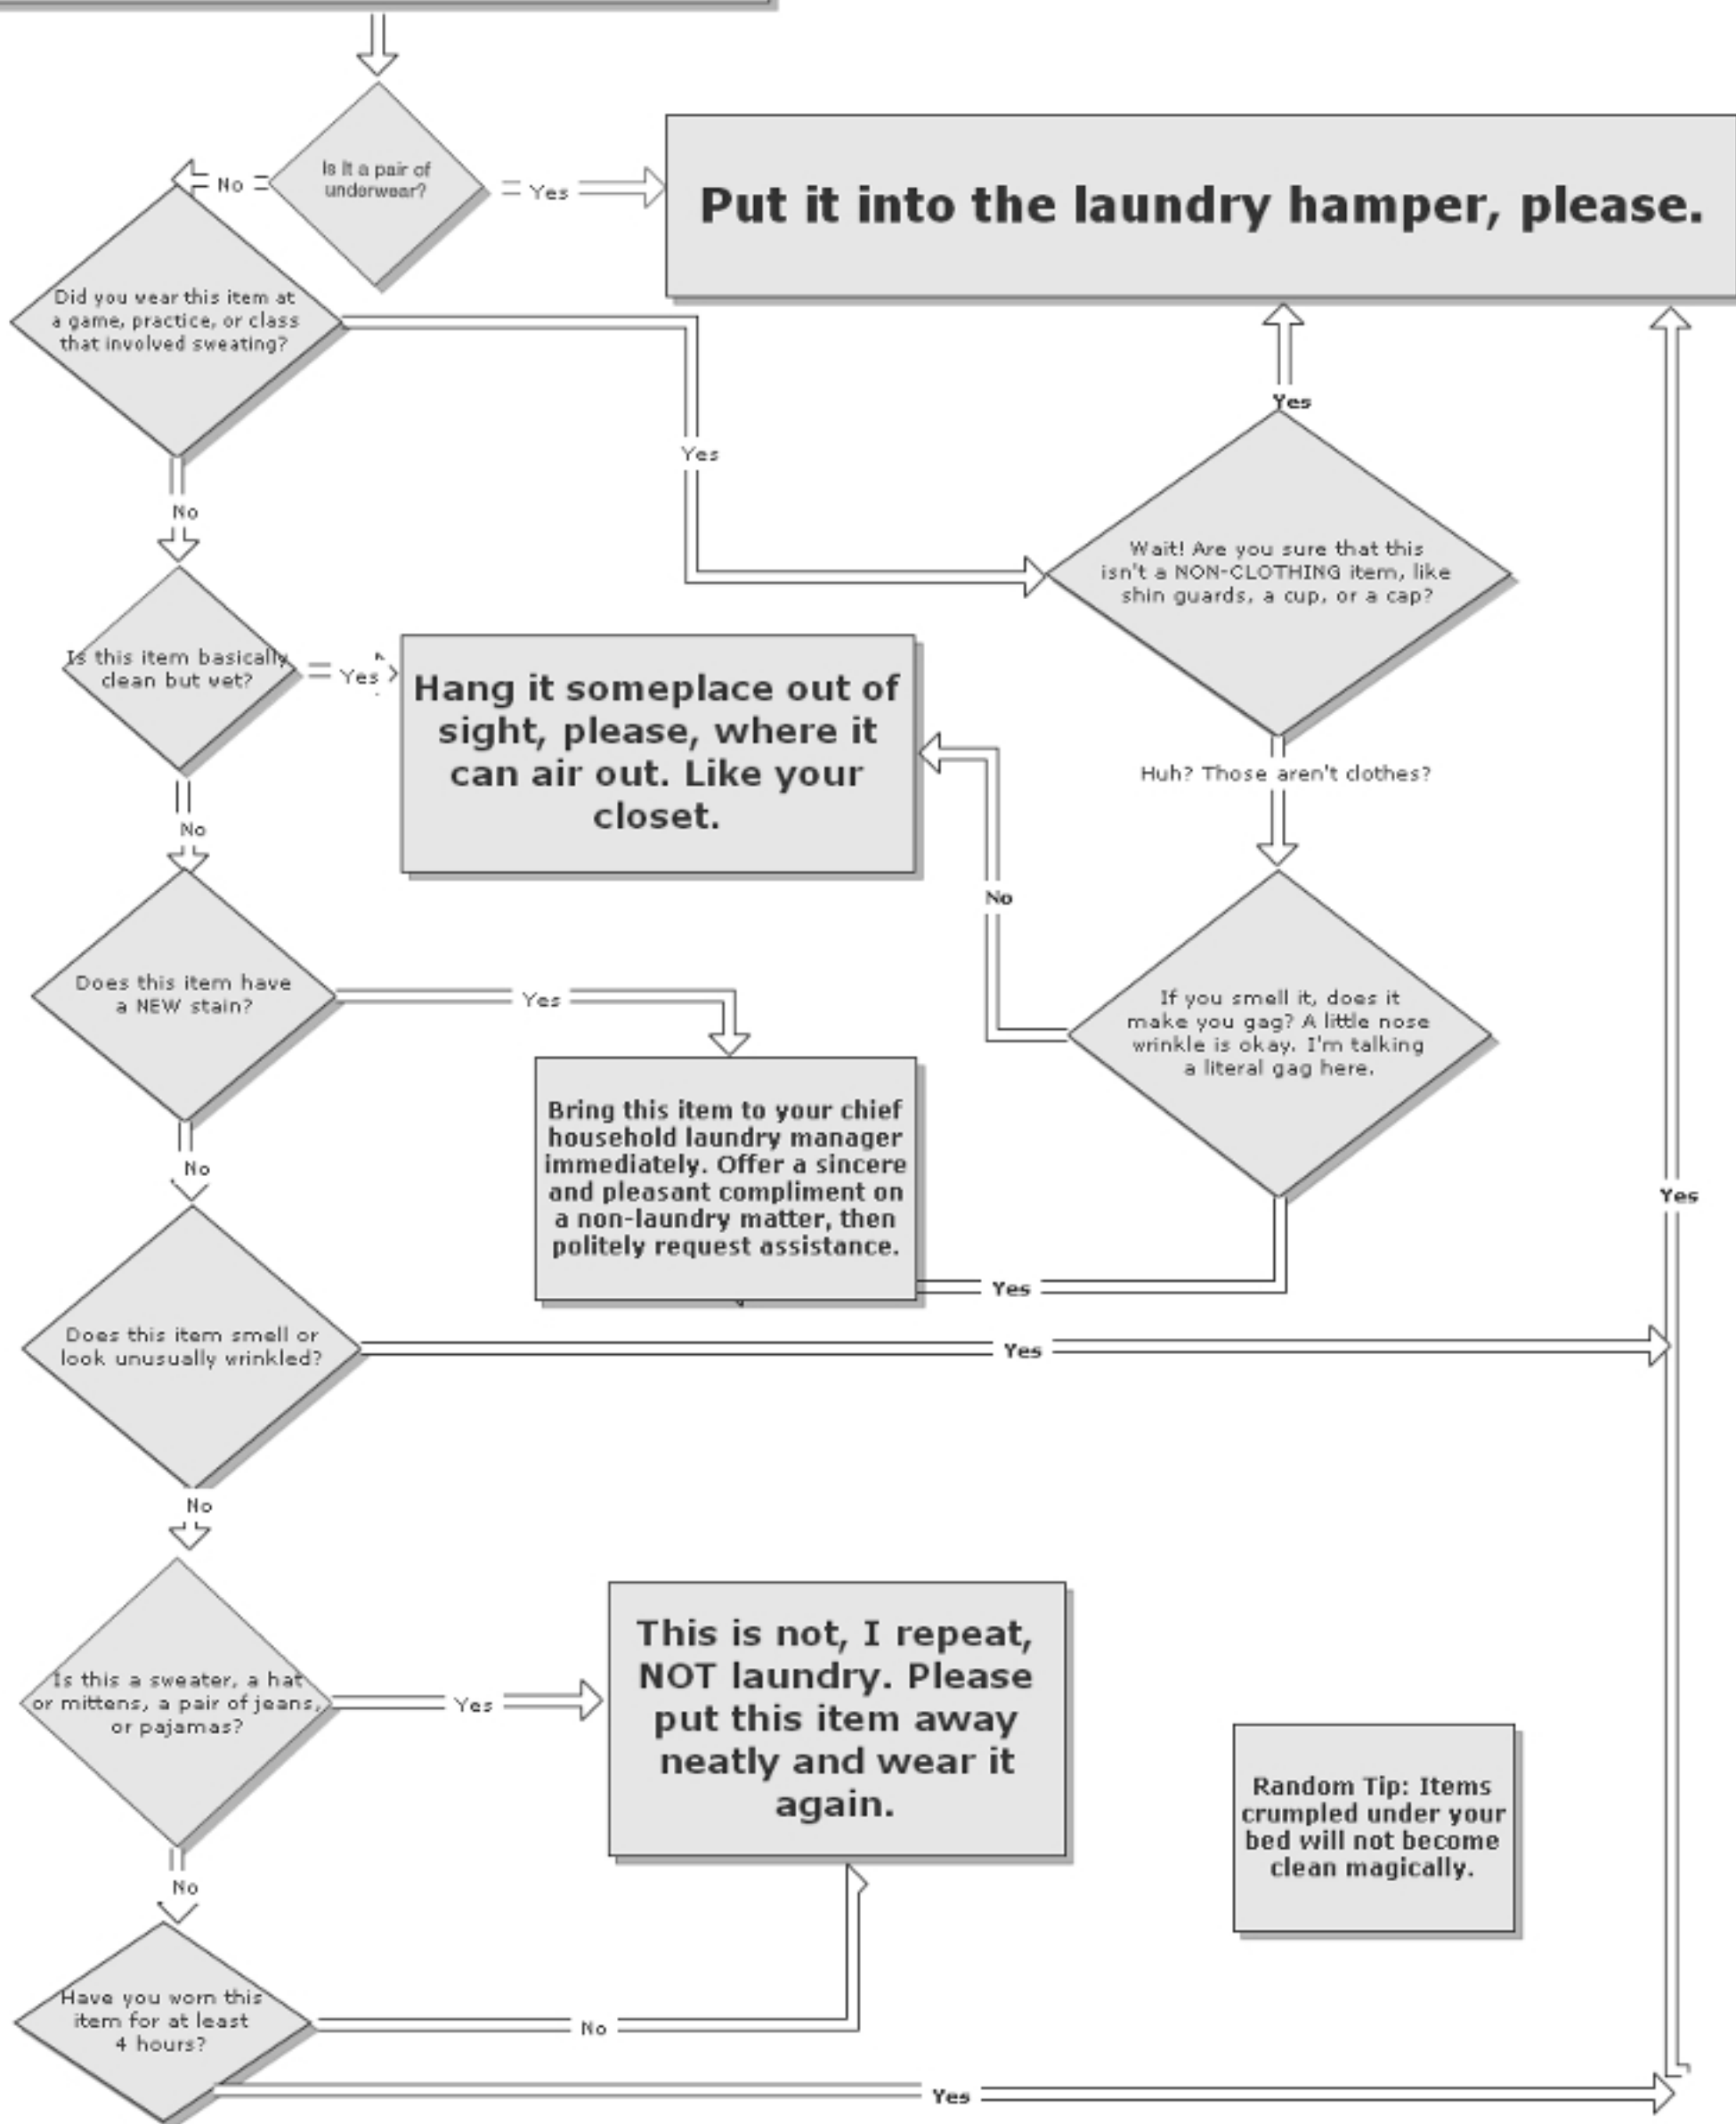 Is It a pair of
underwear?
No
Yes
Put it into the laundry hamper, please.
Did you wear this item at
a game, practice, or class
that involved sweating?
Yes
No
Yes
Wait! Are you sure that this
isn't a NON-CLOTHING item, like
shin guards, a cup, or a cap?
Is this item basically
clean but wet?
Yes
Hang it someplace out of
sight, please, where it
can air out. Like your
closet.
Huh? Those aren't clothes?
No
No
Does this item have
a NEW stain?
Yes
If you smell it, does it
make you gag? A little nose
wrinkle is okay. I'm talking
a literal gag here.
Bring this item to your chief
household laundry manager
immediately. Offer a sincere
and pleasant compliment on
a non-laundry matter, then
politely request assistance.
No
Yes
Yes
Does this item smell or
look unusually wrinkled?
Yes
No
Is this a sweater, a hat
or mittens, a pair of jeans,
or pajamas?
Yes
This is not, I repeat,
NOT laundry. Please
put this item away
neatly and wear it
again.
Random Tip: Items
crumpled under your
bed will not become
clean magically.
No
Have you worn this
item for at least
4 hours?
No
Yes